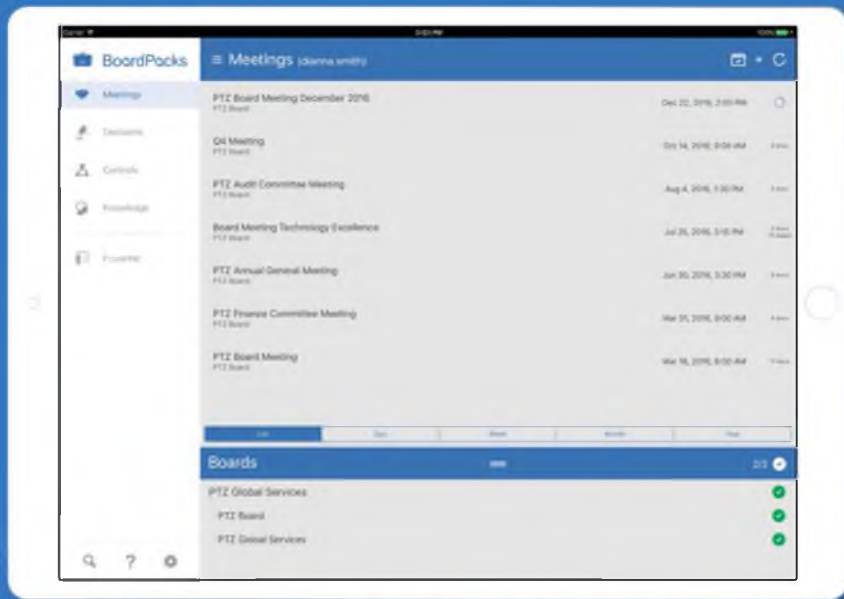 BoardPacks
Meetings (dianna.smith)
Meetings
Decisions
Controls
Knowledge
PTZ Board Meeting December 2016
PTZ Board
Dec 22, 2016, 2:00 PM
Q4 Meeting
PTZ Board
Oct 14, 2016, 9:00 AM
PTZ Audit Committee Meeting
PTZ Board
Aug 4, 2016, 1:30 PM
Board Meeting Technology Excellence
PTZ Board
Jul 25, 2016, 3:15 PM
PTZ Annual General Meeting
PTZ Board
Jun 30, 2016, 5:30 PM
PTZ Finance Committee Meeting
PTZ Board
Mar 31, 2016, 8:00 AM
PTZ Board Meeting
PTZ Board
Mar 16, 2016, 8:00 AM
List Day Week Month Year
Boards 2/3
PTZ Global Services
PTZ Board
PTZ Global Services
?